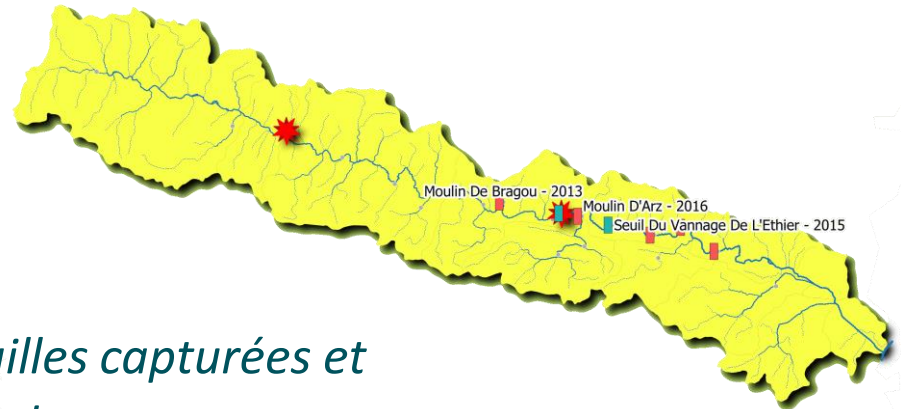 Moulin De Bragou - 2013
Moulin D'Arz - 2016
Seuil Du Vannage De L'Ethier - 2015
illes capturées et